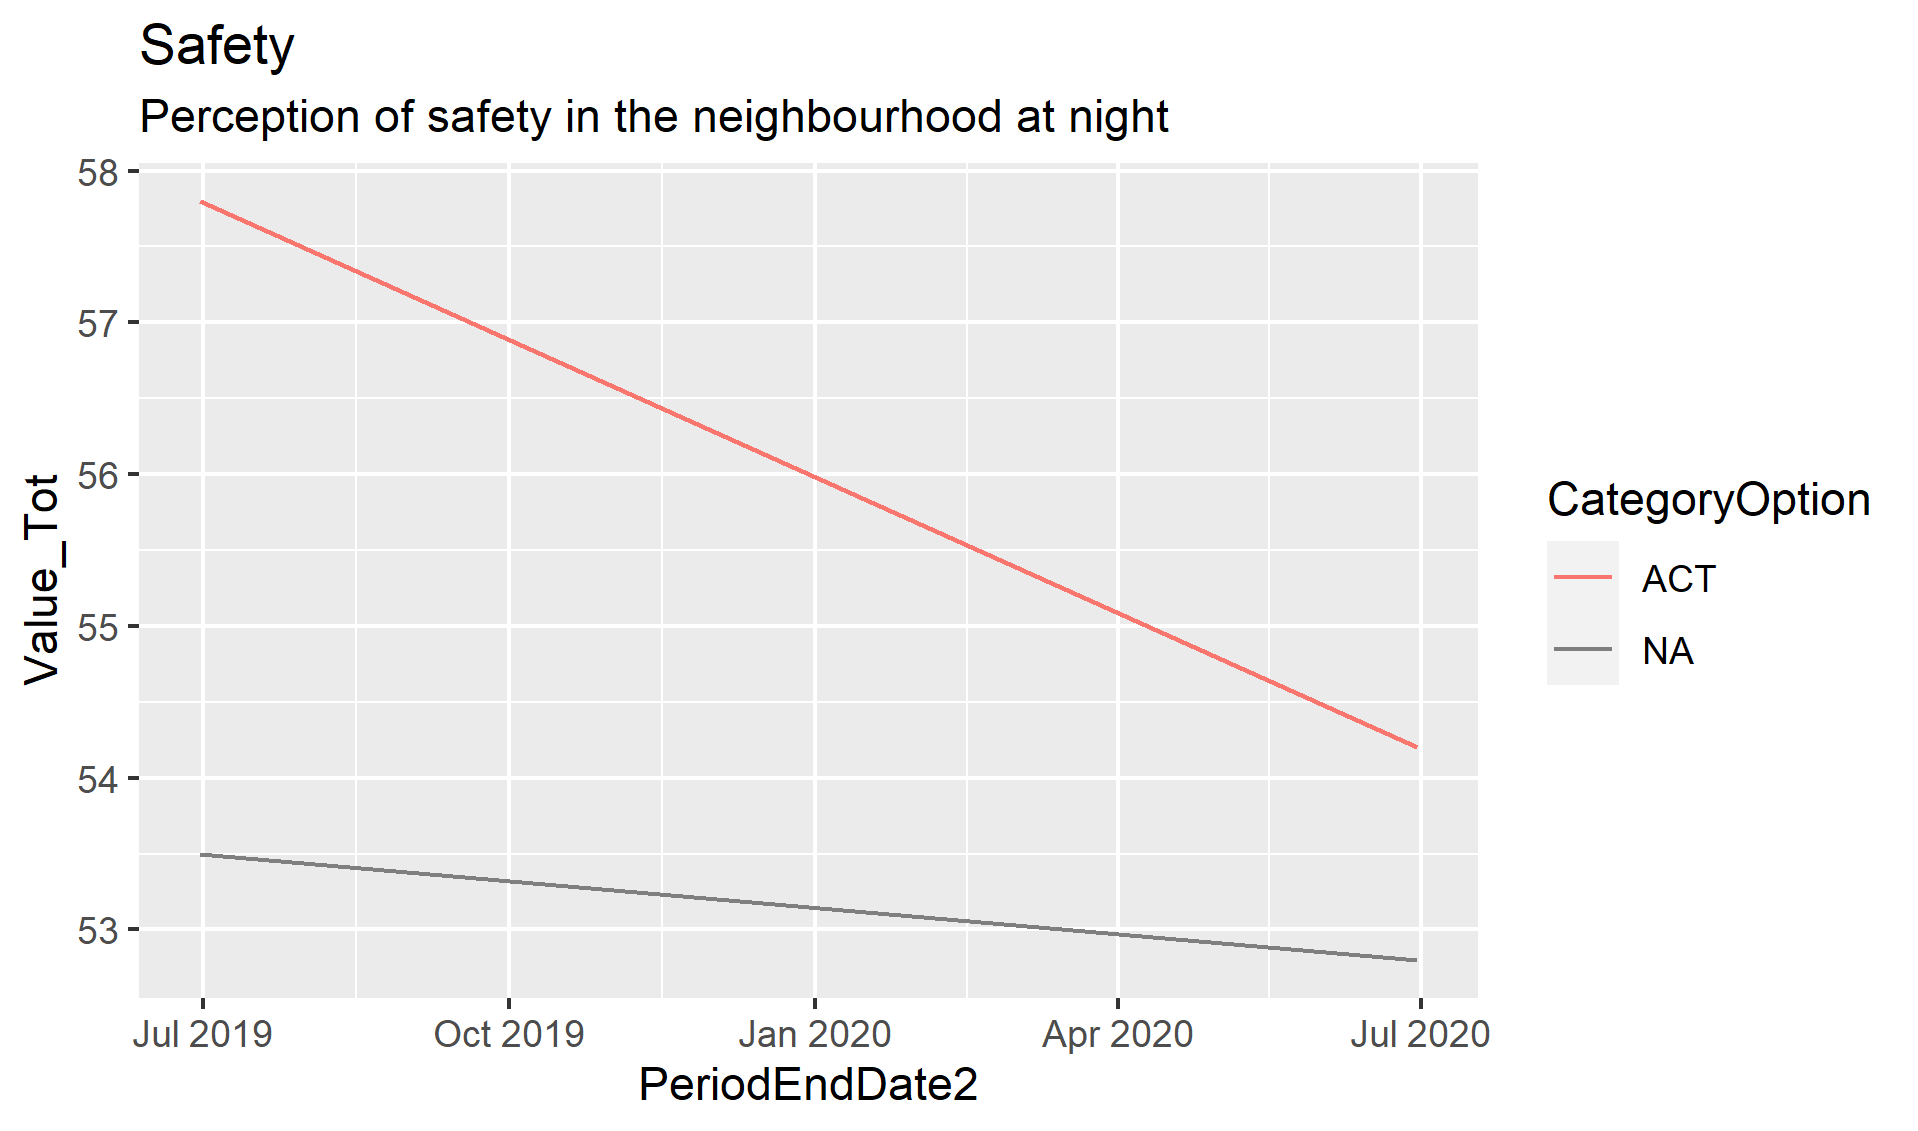 Safety
Perception of safety in the neighbourhood at night
58
57
56
55
54
53
Value_Tot
Jul 2019
Oct 2019
Jan 2020
Apr 2020
Jul 2020
PeriodEndDate2
CategoryOption
ACT
NA